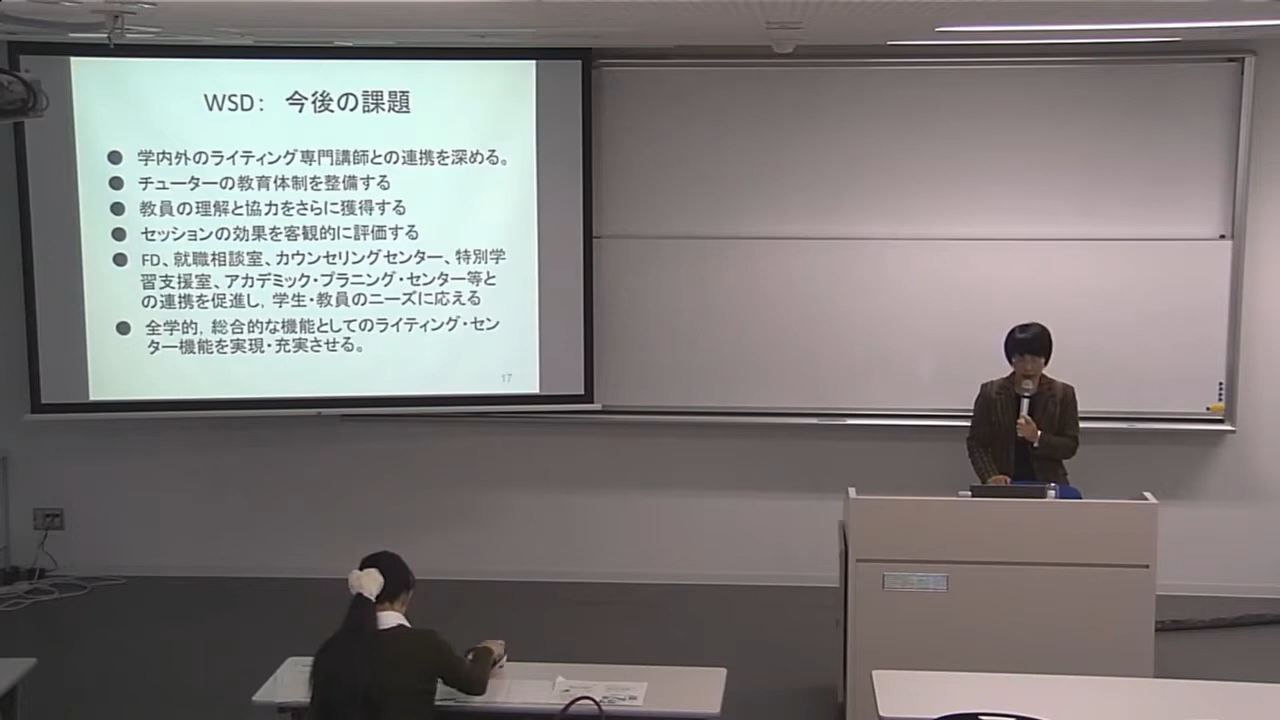 WSD： 今後の課題
● 学内外のライティング専門講師との連携を深める。
● チューターの教育体制を整備する
● 教員の理解と協力をさらに獲得する
● セッションの効果を客観的に評価する
● FD、就職相談室、カウンセリングセンター、特別学
習支援室、アカデミック・プラニング・センター等と
の連携を促進し，学生・教員のニーズに応える
● 全学的，総合的な機能としてのライティング・セン
ター機能を実現・充実させる。
17